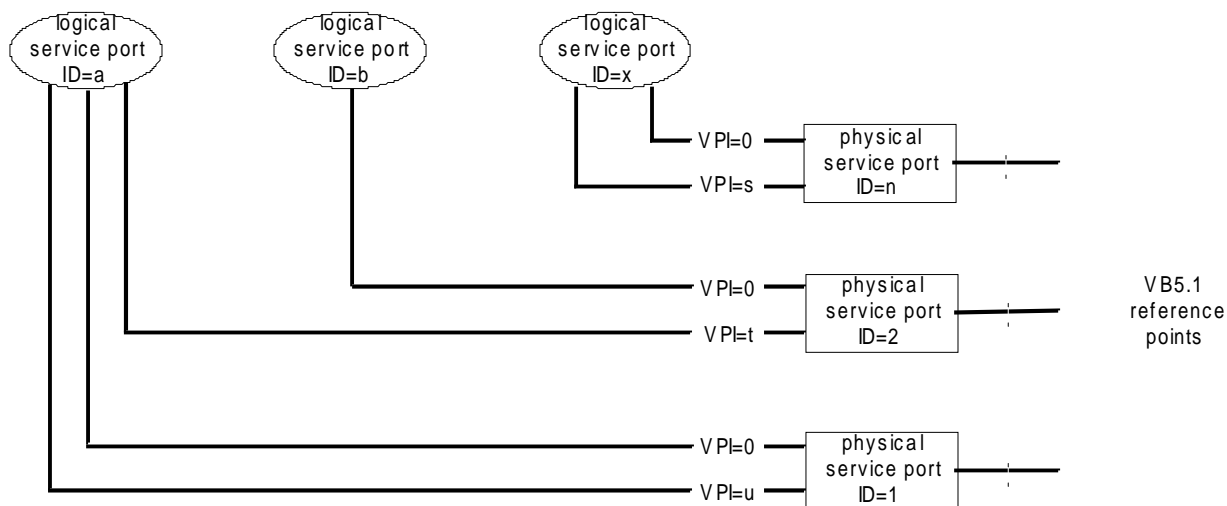 logical
service port
ID=a
logical
service port
ID=b
logical
service port
ID=x
VPI=0
VPI=s
physical
service port
ID=n
VPI=0
VPI=t
physical
service port
ID=2
VB5.1
reference
points
VPI=0
VPI=u
physical
service port
ID=1